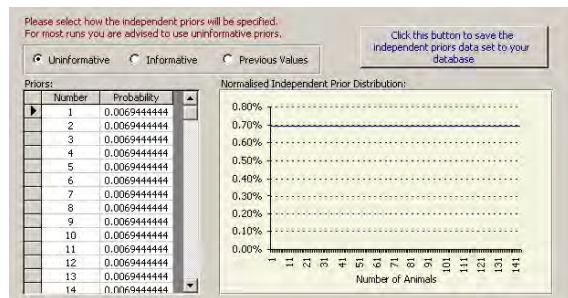 Please select how the independent priors will be specified.
For most runs you are advised to use uninformative priors.
Click this button to save the
independent priors data set to your
database
Uninformative Informative Previous Values
Priors:
Number Probability
1 0.0069444444
2 0.0069444444
3 0.0069444444
4 0.0069444444
5 0.0069444444
6 0.0069444444
7 0.0069444444
8 0.0069444444
9 0.0069444444
10 0.0069444444
11 0.0069444444
12 0.0069444444
13 0.0069444444
14 0.0069444444
Normalised Independent Prior Distribution:
0.80%
0.70%
0.60%
0.50%
0.40%
0.30%
0.20%
0.10%
0.00%
1 11 21 31 41 51 61 71 81 91 101 111 121 131 141
Number of Animals